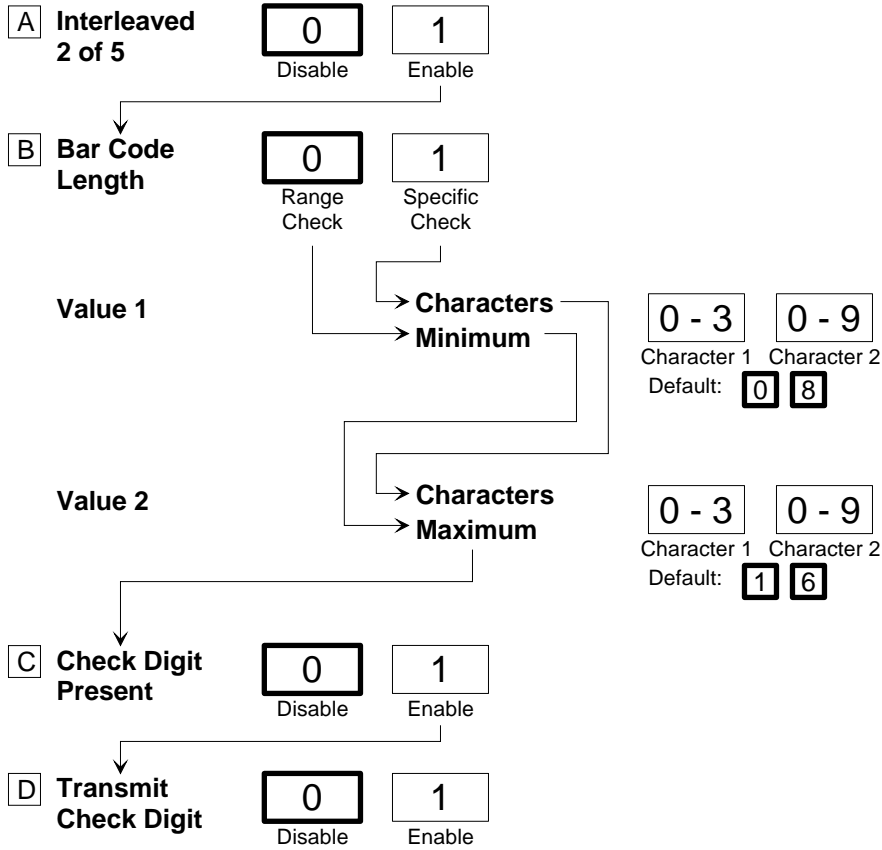 A Interleaved 2 of 5
0 1
Disable Enable
B Bar Code Length
0 1
Range Check Specific Check
Value 1
Characters
Minimum
0 - 3 0 - 9
Character 1 Character 2
Default: 0 8
Value 2
Characters
Maximum
0 - 3 0 - 9
Character 1 Character 2
Default: 1 6
C Check Digit Present
0 1
Disable Enable
D Transmit Check Digit
0 1
Disable Enable